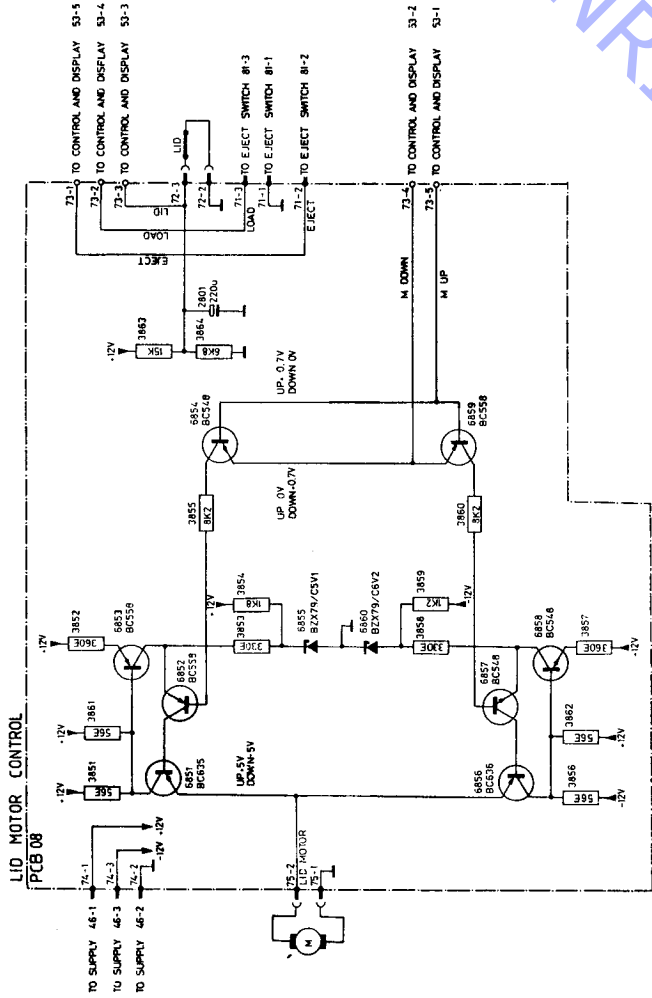 LID MOTOR CONTROL
PCB 08
TO SUPPLY 46-1
74-1
TO SUPPLY 46-3
74-3
TO SUPPLY 46-2
74-2
+12V
-12V
3851
56E
3861
56E
3852
360E
6853
BC558
6852
BC558
6851
BC635
UP+5V
DOWN-5V
3853
330E
3854
1K8
6855
BZX79/C5V1
6860
BZX79/C6V2
3859
1K2
3858
330E
-12V
6857
BC548
6858
BC548
3857
360E
-12V
6856
BC636
3856
56E
3862
56E
-12V
-12V
75-2
LID MOTOR
75-1
M
3855
8K2
3860
8K2
6854
BC548
6859
BC558
UP 0V
DOWN-0.7V
UP+0.7V
DOWN 0V
3863
15K
3864
6K8
2801
220u
EJECT
LOAD
LID
LOAD
EJECT
M DOWN
M UP
73-1
TO CONTROL AND DISPLAY 53-5
73-2
TO CONTROL AND DISPLAY 53-4
73-3
TO CONTROL AND DISPLAY 53-3
72-3
LID
72-2
71-3
TO EJECT SWITCH 81-3
71-1
TO EJECT SWITCH 81-1
71-2
TO EJECT SWITCH 81-2
73-4
TO CONTROL AND DISPLAY 53-2
73-5
TO CONTROL AND DISPLAY 53-1